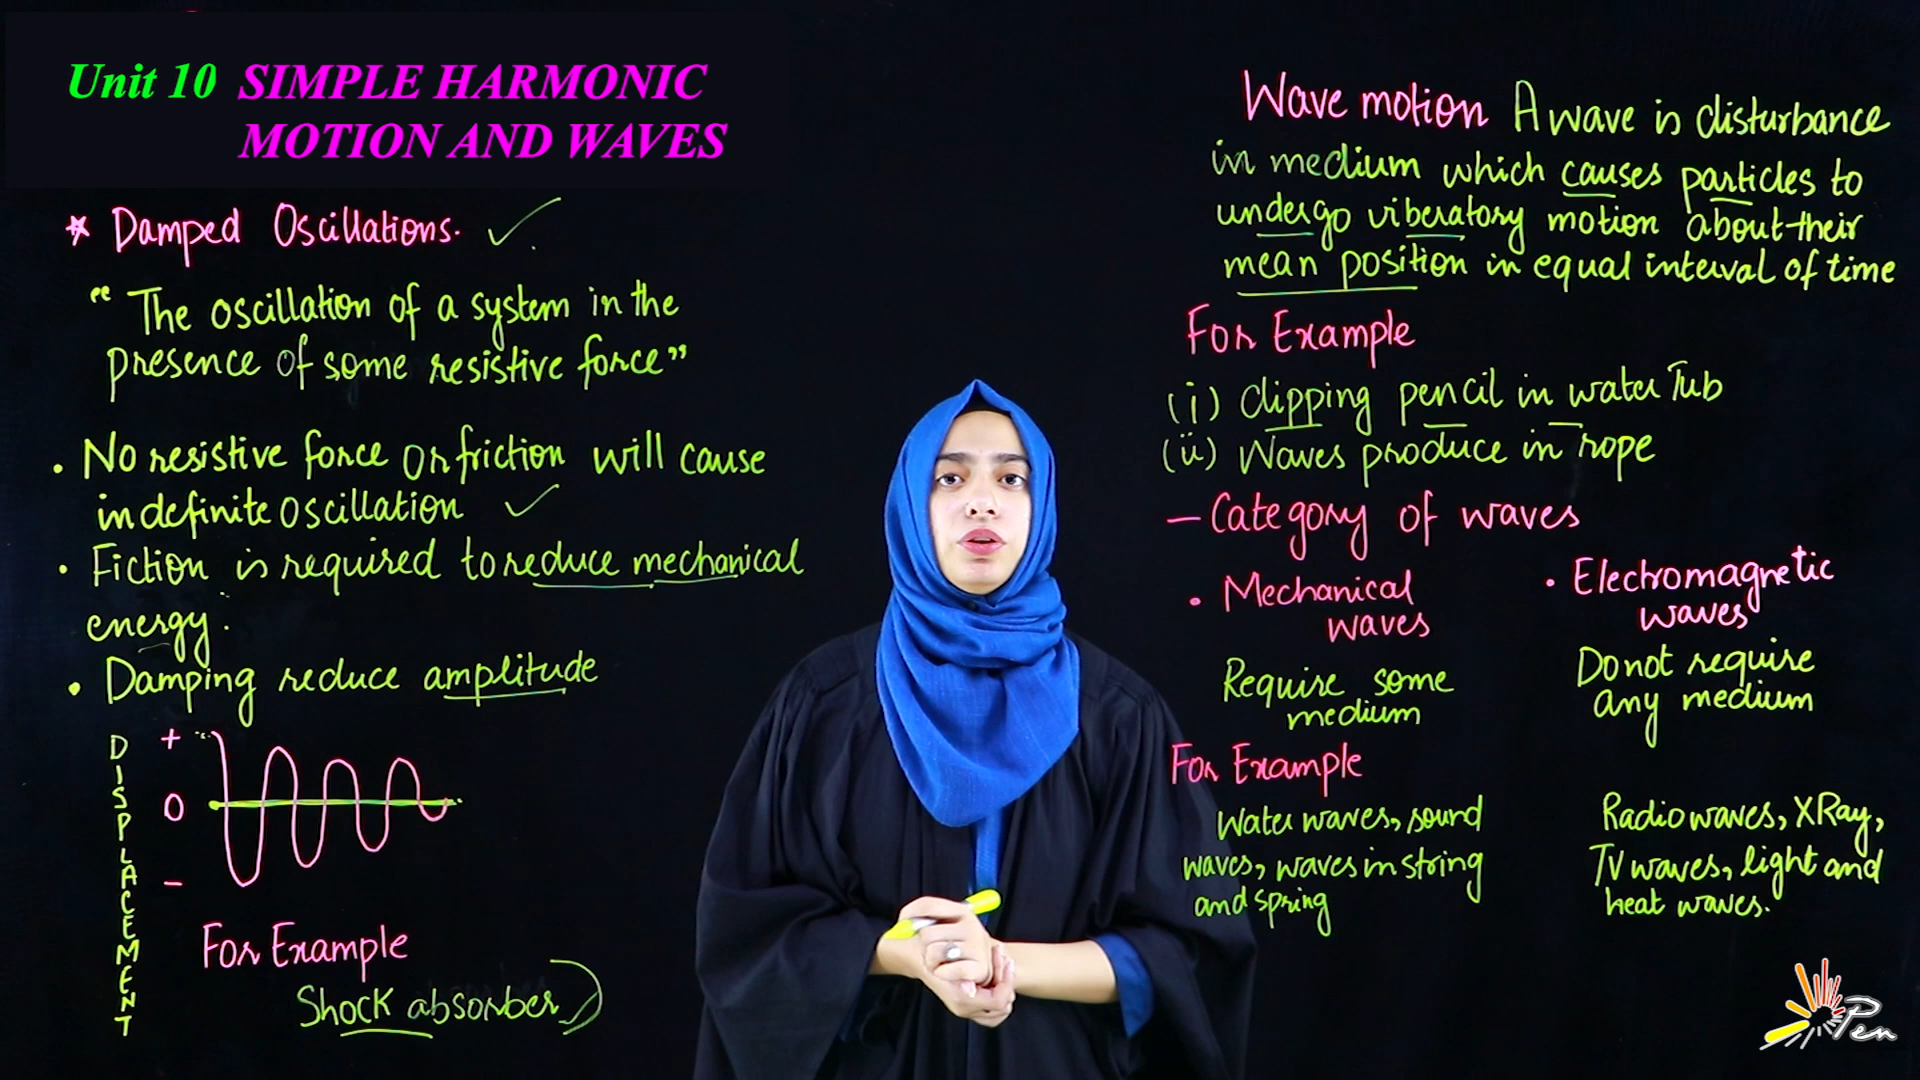 Unit 10 SIMPLE HARMONIC
MOTION AND WAVES
* Damped Oscillations.
"The oscillation of a system in the
presence of some resistive force"
• No resistive force or friction will cause
indefinite oscillation
• Fiction is required to reduce mechanical
energy.
• Damping reduce amplitude
DISPLACEMENT
+
0
-
For Example
Shock absorber
Wave motion A wave is disturbance
in medium which causes particles to
undergo viberatory motion about their
mean position in equal interval of time
For Example
(i) dipping pencil in water Tub
(ii) Waves produce in rope
- Category of waves
• Mechanical
waves
Require some
medium
• Electromagnetic
waves
Donot require
any medium
For Example
Water waves, sound
waves, waves in string
and spring
Radio waves, XRay,
TV waves, light and
heat waves.
Pen